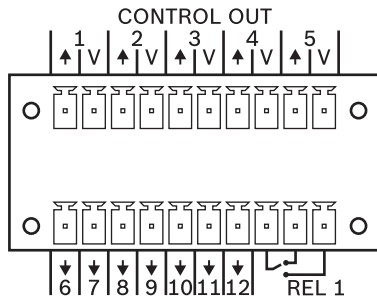 CONTROL OUT
1 2 3 4 5
V V V V V
6 7 8 9 10 11 12 REL 1